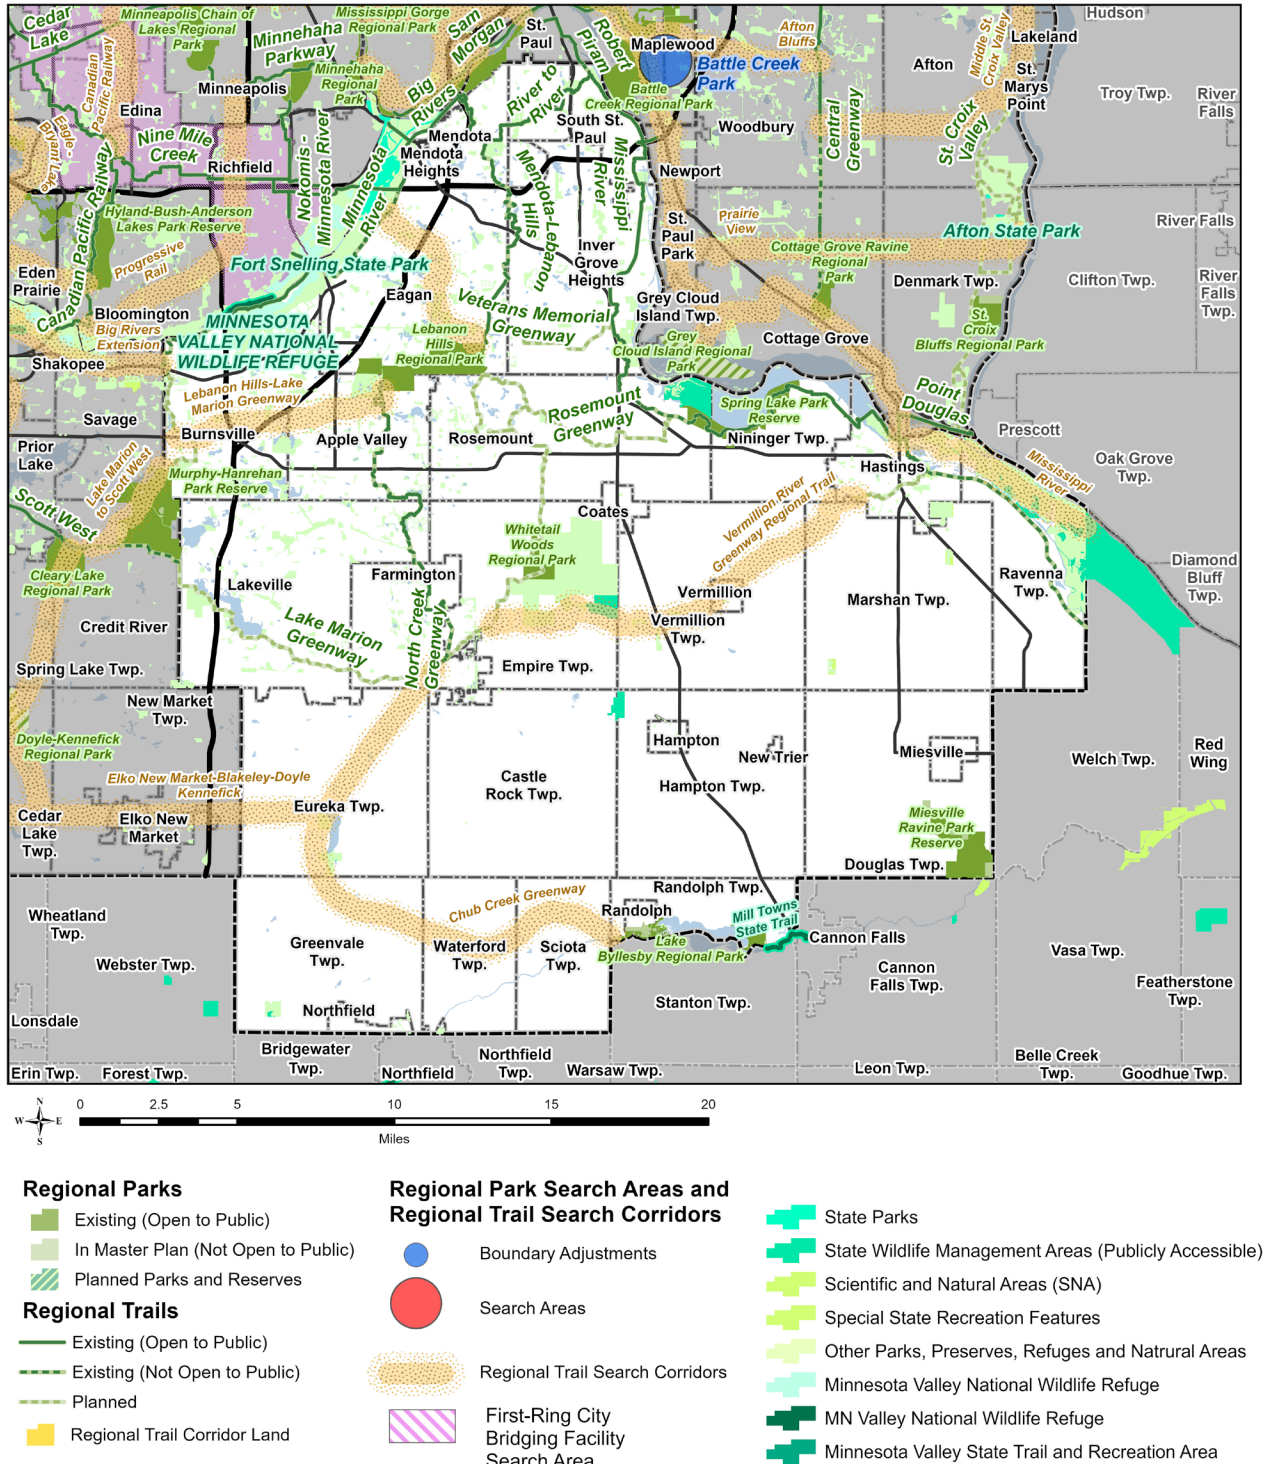 Cedar
Lake
Minneapolis Chain of
Lakes Regional
Park
Minnehaha
Parkway
Mississippi Gorge
Regional Park
Sam
Morgan
St.
Paul
Robert
Piram
Maplewood
Battle Creek
Park
Afton
Bluffs
Middle St.
Croix Valley
Hudson
Lakeland
Afton
St.
Marys
Point
Troy Twp.
River
Falls
Canadian
Pacific Railway
Edina
Minneapolis
Minnehaha
Regional
Park
Big
Rivers
River to
River
Battle
Creek Regional Park
Woodbury
Central
Greenway
St. Croix
Valley
Eagle -
Bryant Lake
Nine Mile
Creek
Richfield
Nokomis -
Minnesota River
Minnesota
River
Mendota
Mendota
Heights
South St.
Paul
Mississippi
River
Mendota-Lebanon
Hills
Newport
Canadian Pacific Railway
Hyland-Bush-Anderson
Lakes Park Reserve
Progressive
Rail
St.
Paul
Park
Prairie
View
Afton State Park
River Falls
Inver
Grove
Heights
Cottage Grove Ravine
Regional
Park
Eden
Prairie
Fort Snelling State Park
Eagan
Denmark Twp.
Clifton Twp.
River
Falls
Twp.
Bloomington
Big Rivers
Extension
MINNESOTA
VALLEY NATIONAL
WILDLIFE REFUGE
Veterans Memorial
Greenway
Grey Cloud
Island Twp.
Lebanon
Hills
Regional Park
Grey
Cloud Island Regional
Park
Cottage Grove
St.
Croix
Bluffs Regional Park
Shakopee
Lebanon Hills-Lake
Marion Greenway
Rosemount
Greenway
Spring Lake Park
Reserve
Point
Douglas
Savage
Burnsville
Apple Valley
Rosemount
Nininger Twp.
Prescott
Prior
Lake
Lake Marion
to Scott West
Murphy-Hanrehan
Park Reserve
Hastings
Mississippi
River
Oak Grove
Twp.
Scott West
Coates
Vermillion River
Greenway Regional Trail
Whitetail
Woods
Regional Park
Cleary Lake
Regional Park
Lakeville
Farmington
Vermillion
Marshan Twp.
Ravenna
Twp.
Diamond
Bluff
Twp.
Credit River
Lake Marion
Greenway
North Creek
Greenway
Vermillion
Twp.
Spring Lake Twp.
Empire Twp.
New Market
Twp.
Doyle-Kennefick
Regional Park
Hampton
New Trier
Miesville
Welch Twp.
Red
Wing
Elko New Market-Blakeley-Doyle
Kennefick
Castle
Rock Twp.
Hampton Twp.
Eureka Twp.
Cedar
Lake
Twp.
Elko New
Market
Miesville
Ravine Park
Reserve
Douglas Twp.
Wheatland
Twp.
Chub Creek Greenway
Randolph Twp.
Randolph
Mill Towns
State Trail
Webster Twp.
Greenvale
Twp.
Waterford
Twp.
Sciota
Twp.
Lake
Byllesby Regional Park
Cannon Falls
Vasa Twp.
Cannon
Falls Twp.
Featherstone
Twp.
Lonsdale
Northfield
Stanton Twp.
Erin Twp.
Forest Twp.
Bridgewater
Twp.
Northfield
Northfield
Twp.
Warsaw Twp.
Leon Twp.
Belle Creek
Twp.
Goodhue Twp.
N
W E
S
0 2.5 5 10 15 20
Miles
Regional Parks
Existing (Open to Public)
In Master Plan (Not Open to Public)
Planned Parks and Reserves
Regional Trails
Existing (Open to Public)
Existing (Not Open to Public)
Planned
Regional Trail Corridor Land
Regional Park Search Areas and
Regional Trail Search Corridors
Boundary Adjustments
Search Areas
Regional Trail Search Corridors
First-Ring City
Bridging Facility
Search Area
State Parks
State Wildlife Management Areas (Publicly Accessible)
Scientific and Natural Areas (SNA)
Special State Recreation Features
Other Parks, Preserves, Refuges and Natrural Areas
Minnesota Valley National Wildlife Refuge
MN Valley National Wildlife Refuge
Minnesota Valley State Trail and Recreation Area